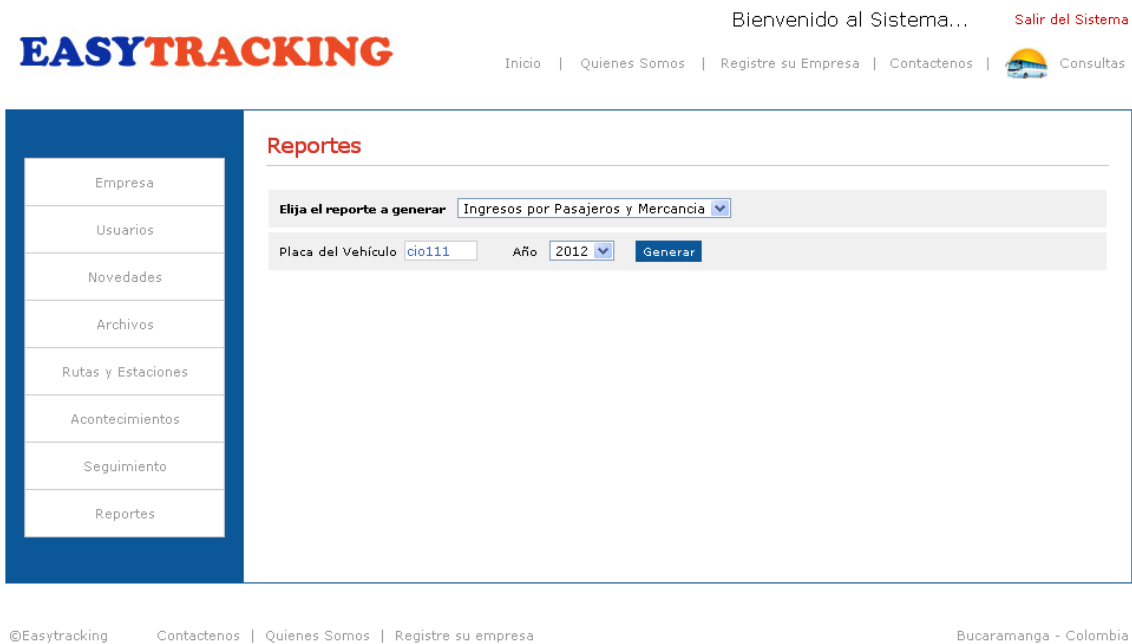 Bienvenido al Sistema... Salir del Sistema
EASYTRACKING
Inicio | Quienes Somos | Registre su Empresa | Contactenos | Consultas
Reportes
Elija el reporte a generar Ingresos por Pasajeros y Mercancia
Placa del Vehículo cio111 Año 2012 Generar
Empresa
Usuarios
Novedades
Archivos
Rutas y Estaciones
Acontecimientos
Seguimiento
Reportes
©Easytracking Contactenos | Quienes Somos | Registre su empresa Bucaramanga - Colombia